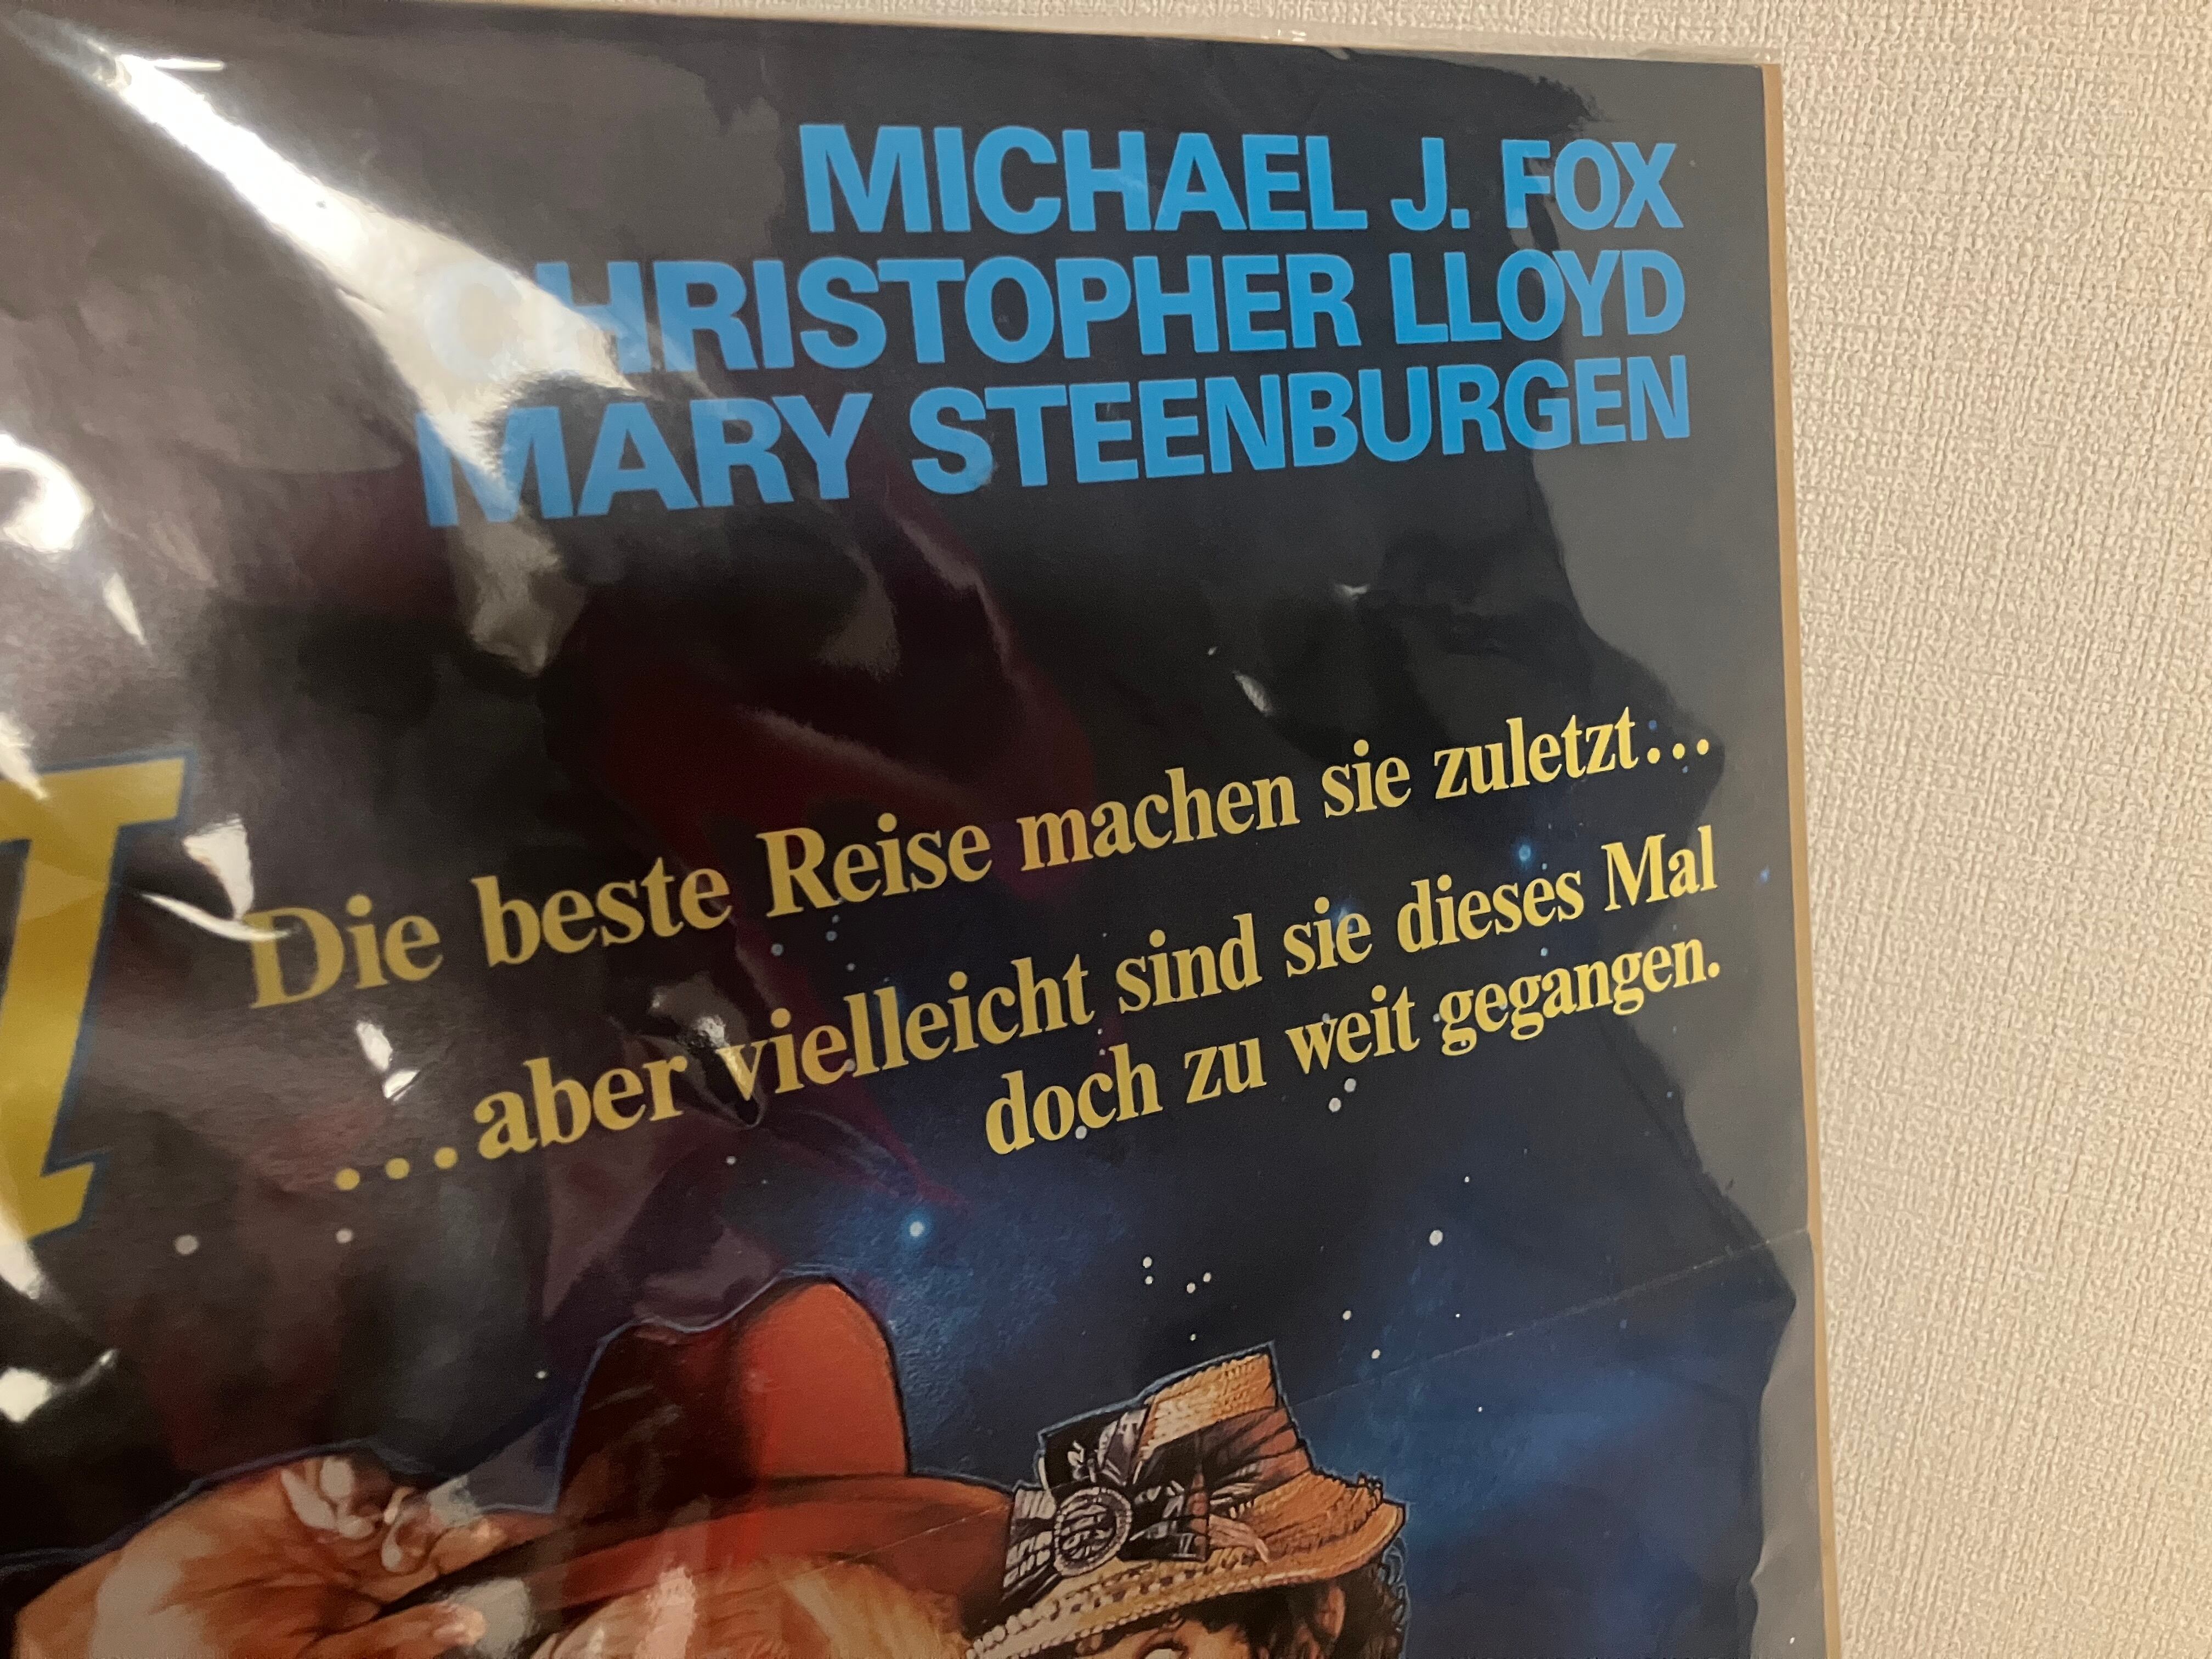 MICHAEL J. FOX
CHRISTOPHER LLOYD
MARY STEENBURGEN
Die beste Reise machen sie zuletzt...
...aber vielleicht sind sie dieses Mal
doch zu weit gegangen.